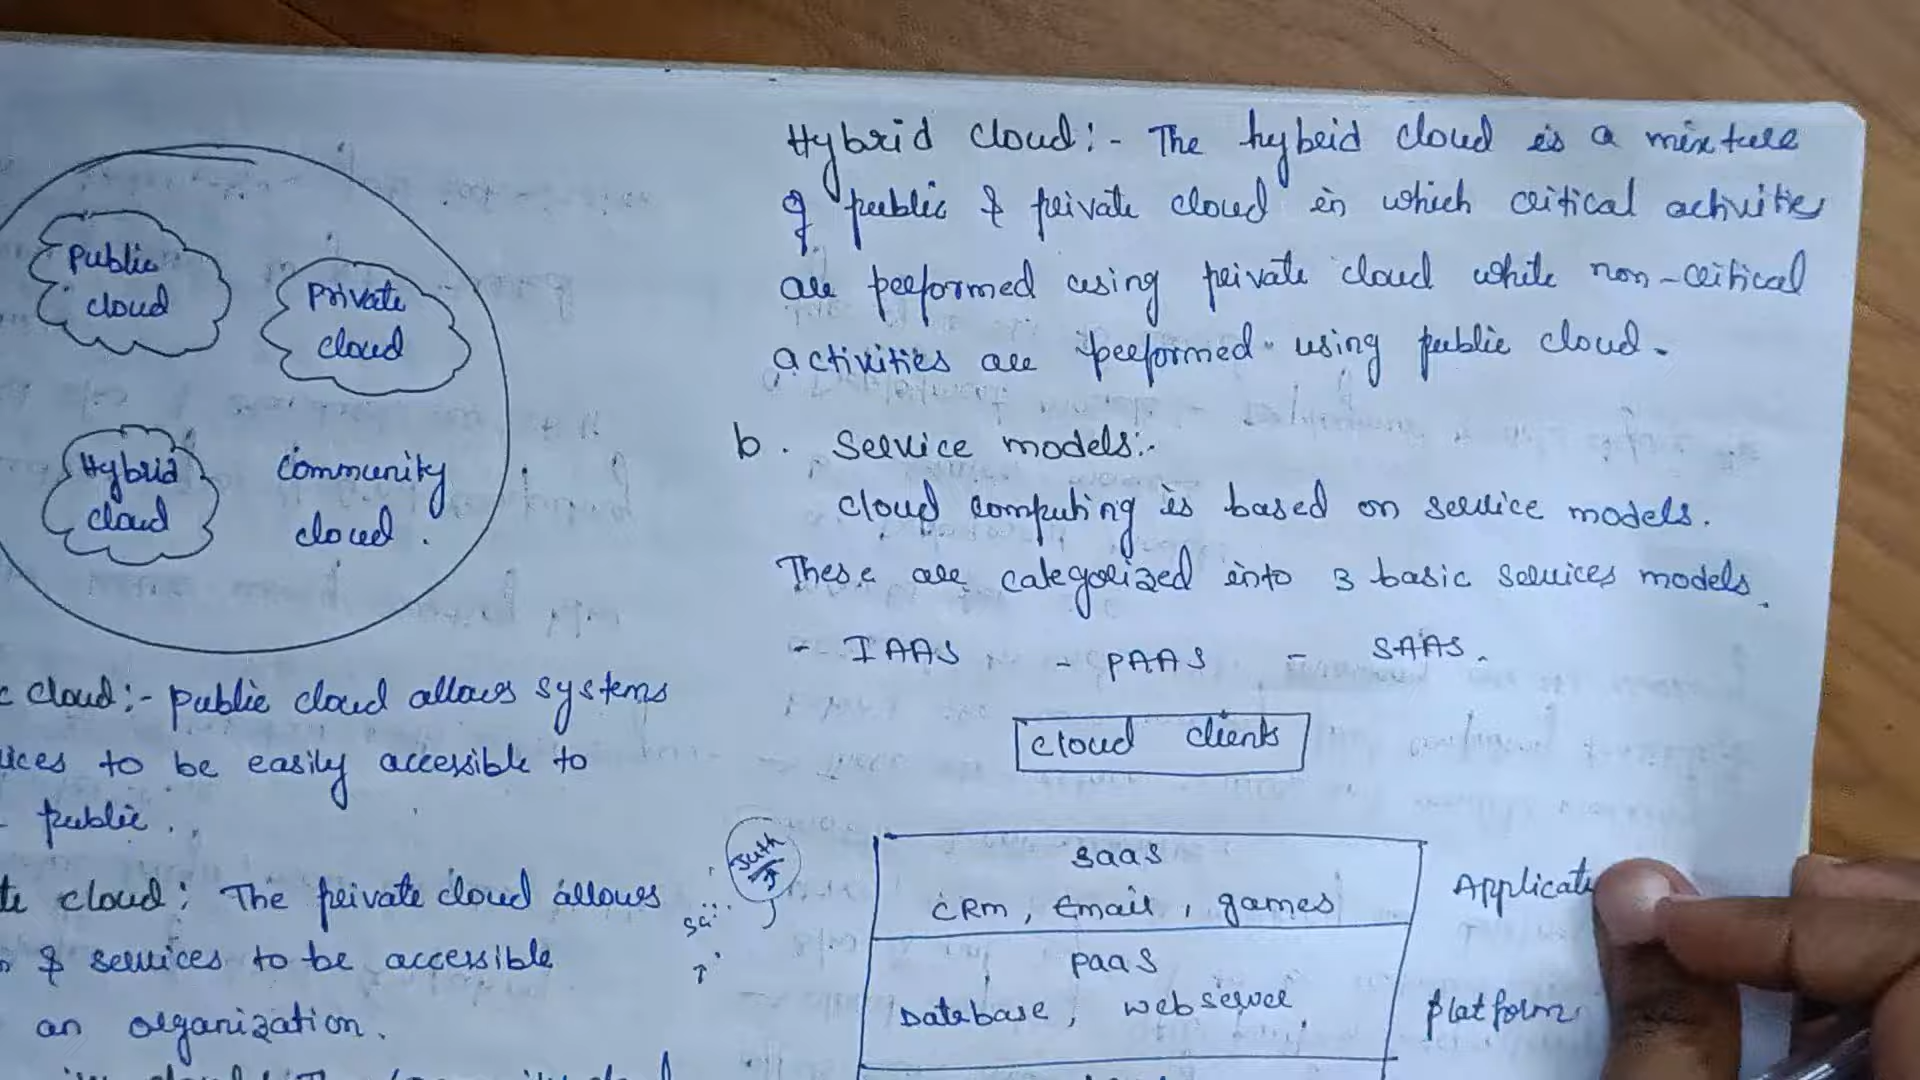 Public
cloud
Private
cloud
Hybrid
cloud
Community
cloud.
c cloud:- public cloud allows systems
ices to be easily accessible to
public.
te cloud: The private cloud allows
& services to be accessible
an organization.
Hybrid cloud:- The hybrid cloud is a mixture
of public & private cloud in which critical activities
are performed using private cloud while non-critical
activities are performed using public cloud.
b. Service models:-
cloud computing is based on service models.
These are categorized into 3 basic services models.
- IAAS - PAAS - SAAS.
cloud clients
saas
CRM, Email, games
Applicati
paas
Database, web server,
platform